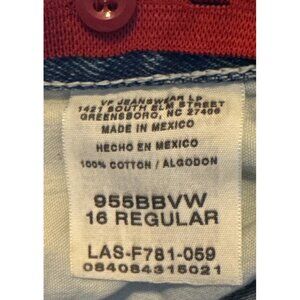 VF JEANSWEAR LP
1421 SOUTH ELM STREET
GREENSBORO, NC 27406
MADE IN MEXICO
HECHO EN MEXICO
100% COTTON / ALGODON
955BBVW
16 REGULAR
LAS-F781-059
084084315021